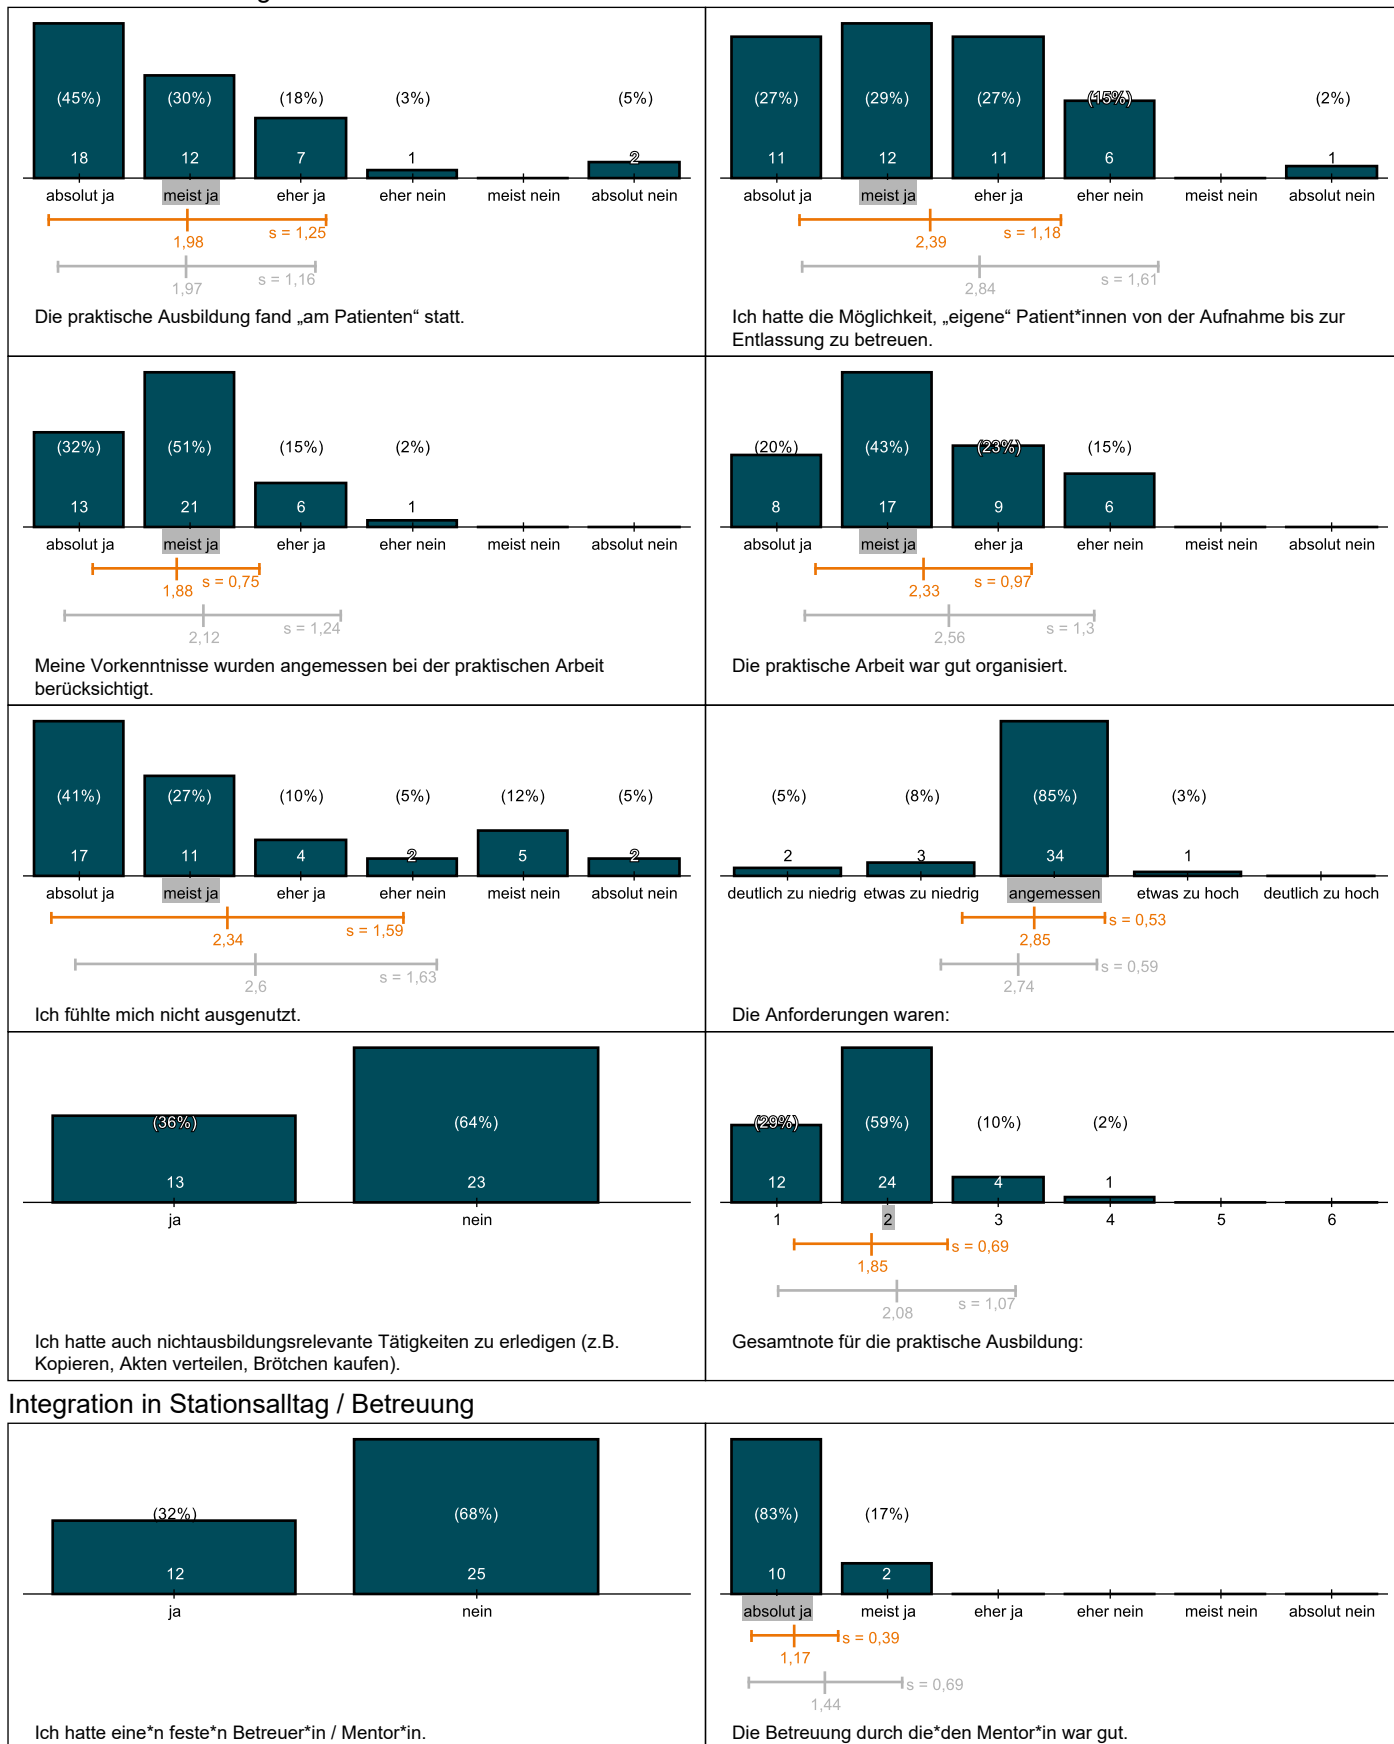 (45%) (30%) (18%) (3%) (5%)
18 12 7 1 2
absolut ja meist ja eher ja eher nein meist nein absolut nein
s = 1,25
1,98
s = 1,16
1,97
Die praktische Ausbildung fand „am Patienten“ statt.
(27%) (29%) (27%) (15%) (2%)
11 12 11 6 1
absolut ja meist ja eher ja eher nein meist nein absolut nein
s = 1,18
2,39
s = 1,61
2,84
Ich hatte die Möglichkeit, „eigene“ Patient*innen von der Aufnahme bis zur
Entlassung zu betreuen.
(32%) (51%) (15%) (2%)
13 21 6 1
absolut ja meist ja eher ja eher nein meist nein absolut nein
s = 0,75
1,88
s = 1,24
2,12
Meine Vorkenntnisse wurden angemessen bei der praktischen Arbeit
berücksichtigt.
(20%) (43%) (23%) (15%)
8 17 9 6
absolut ja meist ja eher ja eher nein meist nein absolut nein
s = 0,97
2,33
s = 1,3
2,56
Die praktische Arbeit war gut organisiert.
(41%) (27%) (10%) (5%) (12%) (5%)
17 11 4 2 5 2
absolut ja meist ja eher ja eher nein meist nein absolut nein
s = 1,59
2,34
s = 1,63
2,6
Ich fühlte mich nicht ausgenutzt.
(5%) (8%) (85%) (3%)
2 3 34 1
deutlich zu niedrig etwas zu niedrig angemessen etwas zu hoch deutlich zu hoch
s = 0,53
2,85
s = 0,59
2,74
Die Anforderungen waren:
(36%) (64%)
13 23
ja nein
Ich hatte auch nichtausbildungsrelevante Tätigkeiten zu erledigen (z.B.
Kopieren, Akten verteilen, Brötchen kaufen).
(29%) (59%) (10%) (2%)
12 24 4 1
1 2 3 4 5 6
s = 0,69
1,85
s = 1,07
2,08
Gesamtnote für die praktische Ausbildung:
Integration in Stationsalltag / Betreuung
(32%) (68%)
12 25
ja nein
Ich hatte eine*n feste*n Betreuer*in / Mentor*in.
(83%) (17%)
10 2
absolut ja meist ja eher ja eher nein meist nein absolut nein
s = 0,39
1,17
s = 0,69
1,44
Die Betreuung durch die*den Mentor*in war gut.